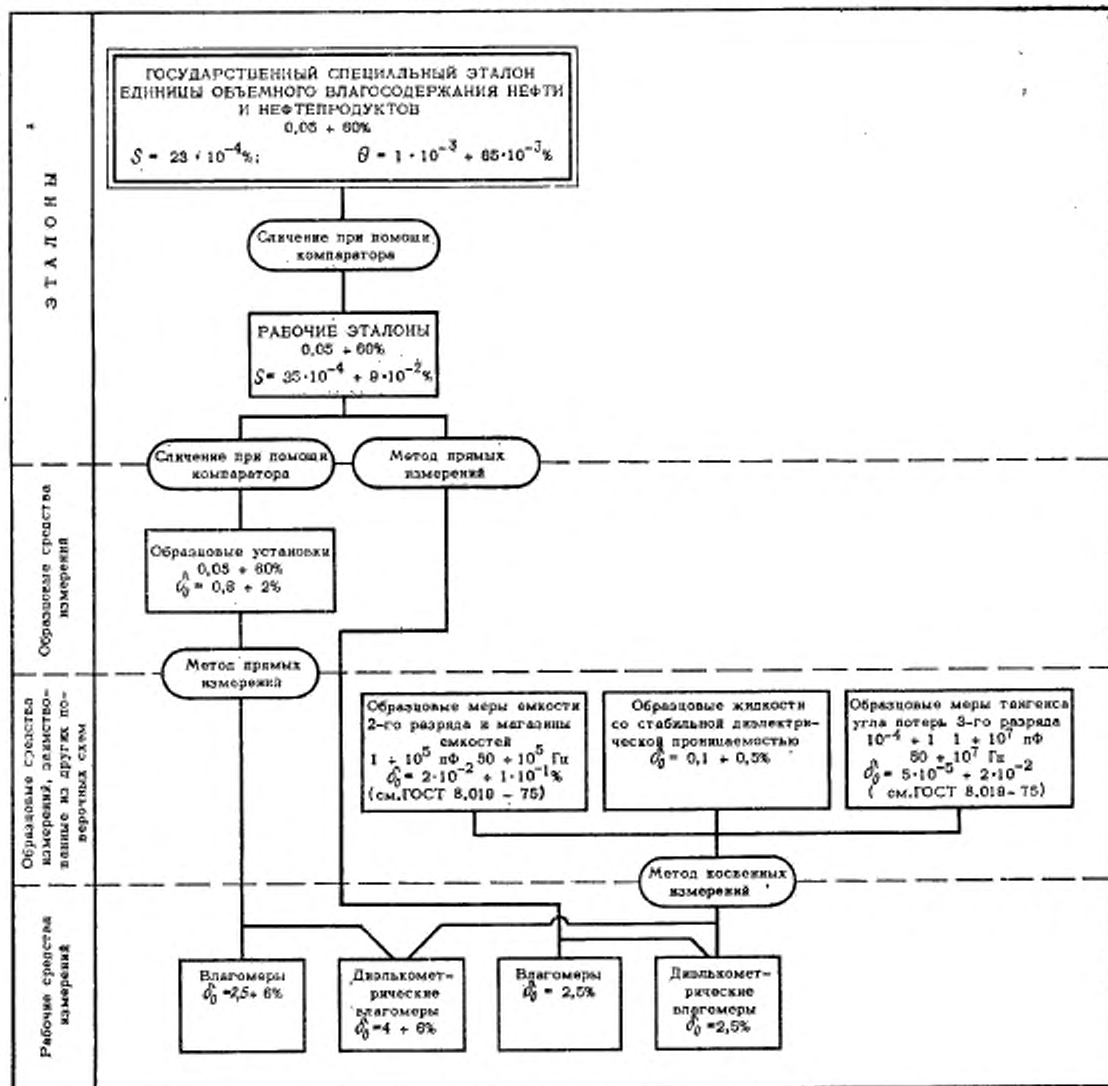 ЭТАЛОНЫ
ГОСУДАРСТВЕННЫЙ СПЕЦИАЛЬНЫЙ ЭТАЛОН
ЕДИНИЦЫ ОБЪЕМНОГО ВЛАГОСОДЕРЖАНИЯ НЕФТИ
И НЕФТЕПРОДУКТОВ
0,05 ÷ 60%
S = 23 · 10⁻⁴%; θ = 1 · 10⁻³ ÷ 65·10⁻³%
Сличение при помощи
компаратора
РАБОЧИЕ ЭТАЛОНЫ
0,05 ÷ 60%
S = 35·10⁻⁴ ÷ 9·10⁻²%
Сличение при помощи
компаратора
Метод прямых
измерений
Образцовые средства
измерений
Образцовые установки
0,05 ÷ 60%
δ₀ = 0,8 ÷ 2%
Метод прямых
измерений
Образцовые средства
измерений, заимство-
ванные из других по-
верочных схем
Образцовые меры емкости
2-го разряда и магазины
емкостей
1 ÷ 10⁵ пФ 50 ÷ 10⁵ Гц
δ₀ = 2·10⁻² ÷ 1·10⁻¹%
(см.ГОСТ 8.019 - 75)
Образцовые жидкости
со стабильной диэлектри-
ческой проницаемостью
δ₀ = 0,1 ÷ 0,5%
Образцовые меры тангенса
угла потерь 3-го разряда
10⁻⁴ ÷ 1 1 ÷ 10⁷ пФ
50 ÷ 10⁷ Гц
δ₀ = 5·10⁻⁵ ÷ 2·10⁻²
( см.ГОСТ 8.019-75)
Метод косвенных
измерений
Рабочие средства
измерений
Влагомеры
δ₀ =2,5÷ 6%
Диэлькомет-
рические
влагомеры
δ₀ =4 ÷ 6%
Влагомеры
δ₀ = 2,5%
Диэлькомет-
рические
влагомеры
δ₀ =2,5%